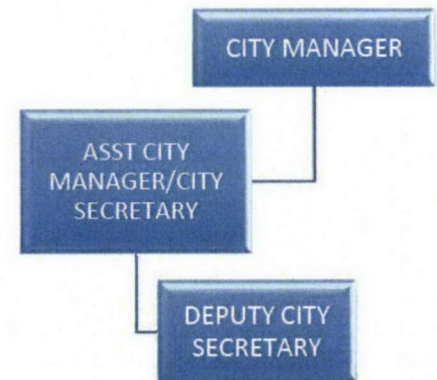 CITY MANAGER
ASST CITY
MANAGER/CITY
SECRETARY
DEPUTY CITY
SECRETARY